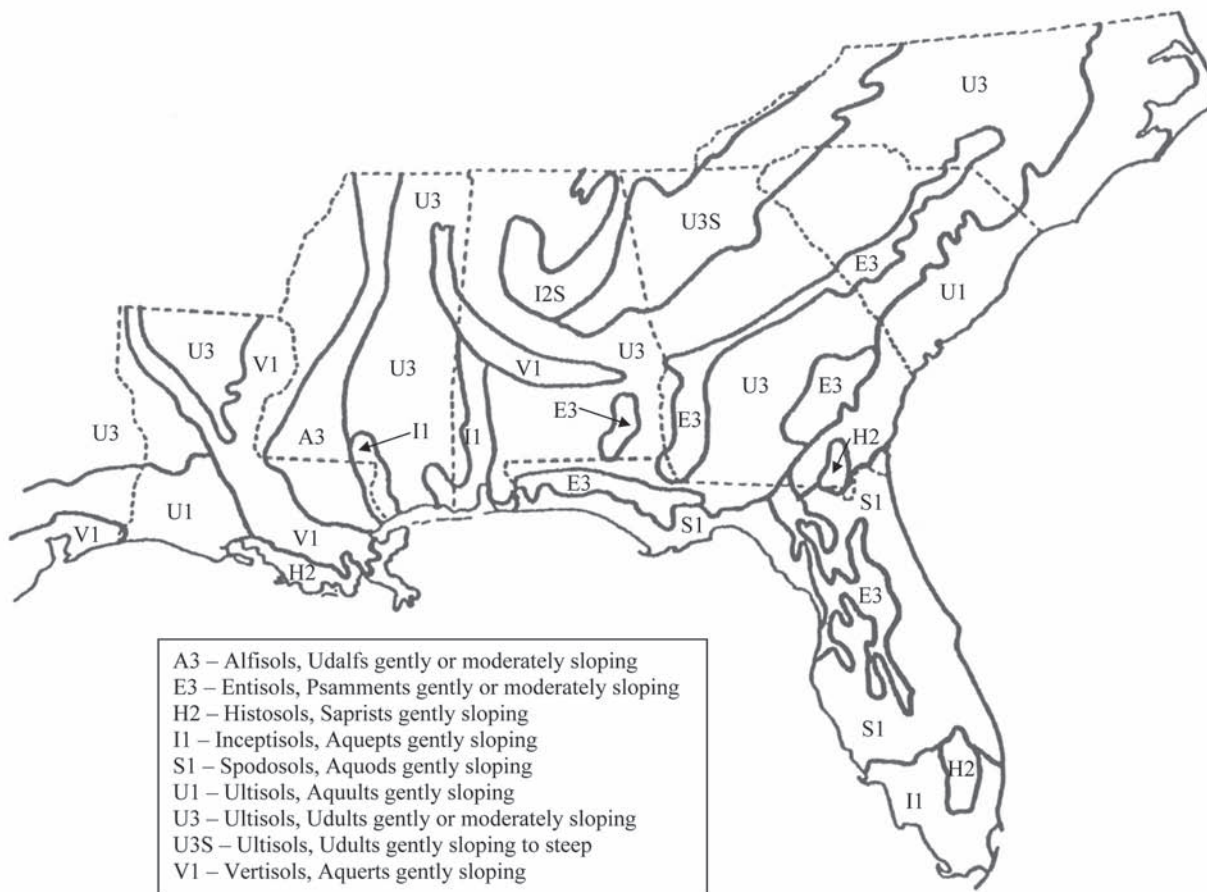 U3
U3
U3S
E3
I2S
U1
U3
V1
U3
U3
V1
U3
E3
E3
E3
U3
A3
I1
I1
H2
E3
S1
U1
V1
V1
S1
H2
E3
S1
H2
I1
A3 – Alfisols, Udalfs gently or moderately sloping
E3 – Entisols, Psamments gently or moderately sloping
H2 – Histosols, Saprists gently sloping
I1 – Inceptisols, Aquepts gently sloping
S1 – Spodosols, Aquods gently sloping
U1 – Ultisols, Aquults gently sloping
U3 – Ultisols, Udults gently or moderately sloping
U3S – Ultisols, Udults gently sloping to steep
V1 – Vertisols, Aquerts gently sloping